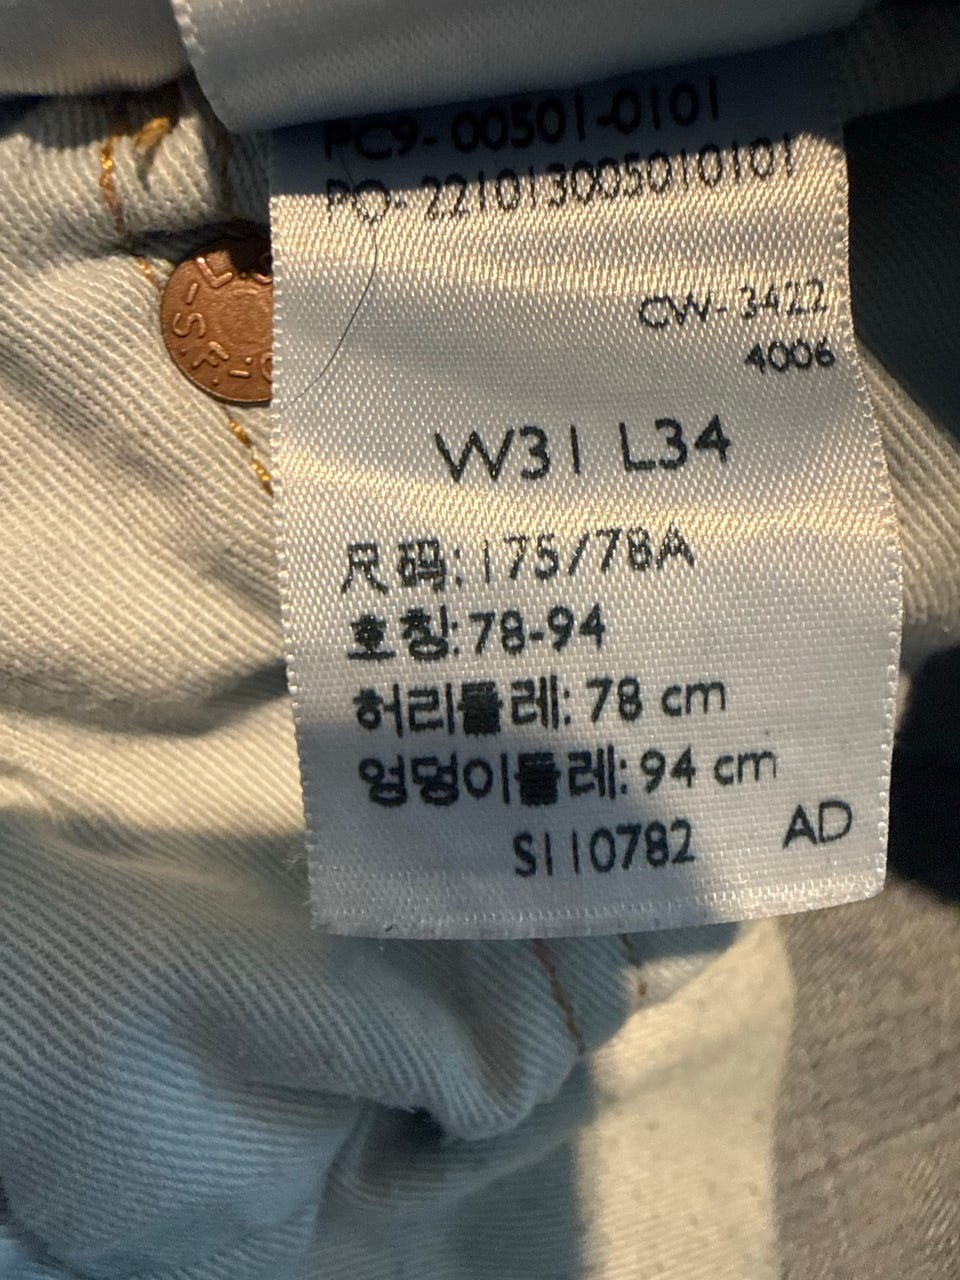 PC9- 00501-0101
PO- 221013005010101
CW- 3422
4006
W31 L34
尺码: 175/78A
호칭: 78-94
허리둘레: 78 cm
엉덩이둘레: 94 cm
S110782 AD
L.S
S.F.